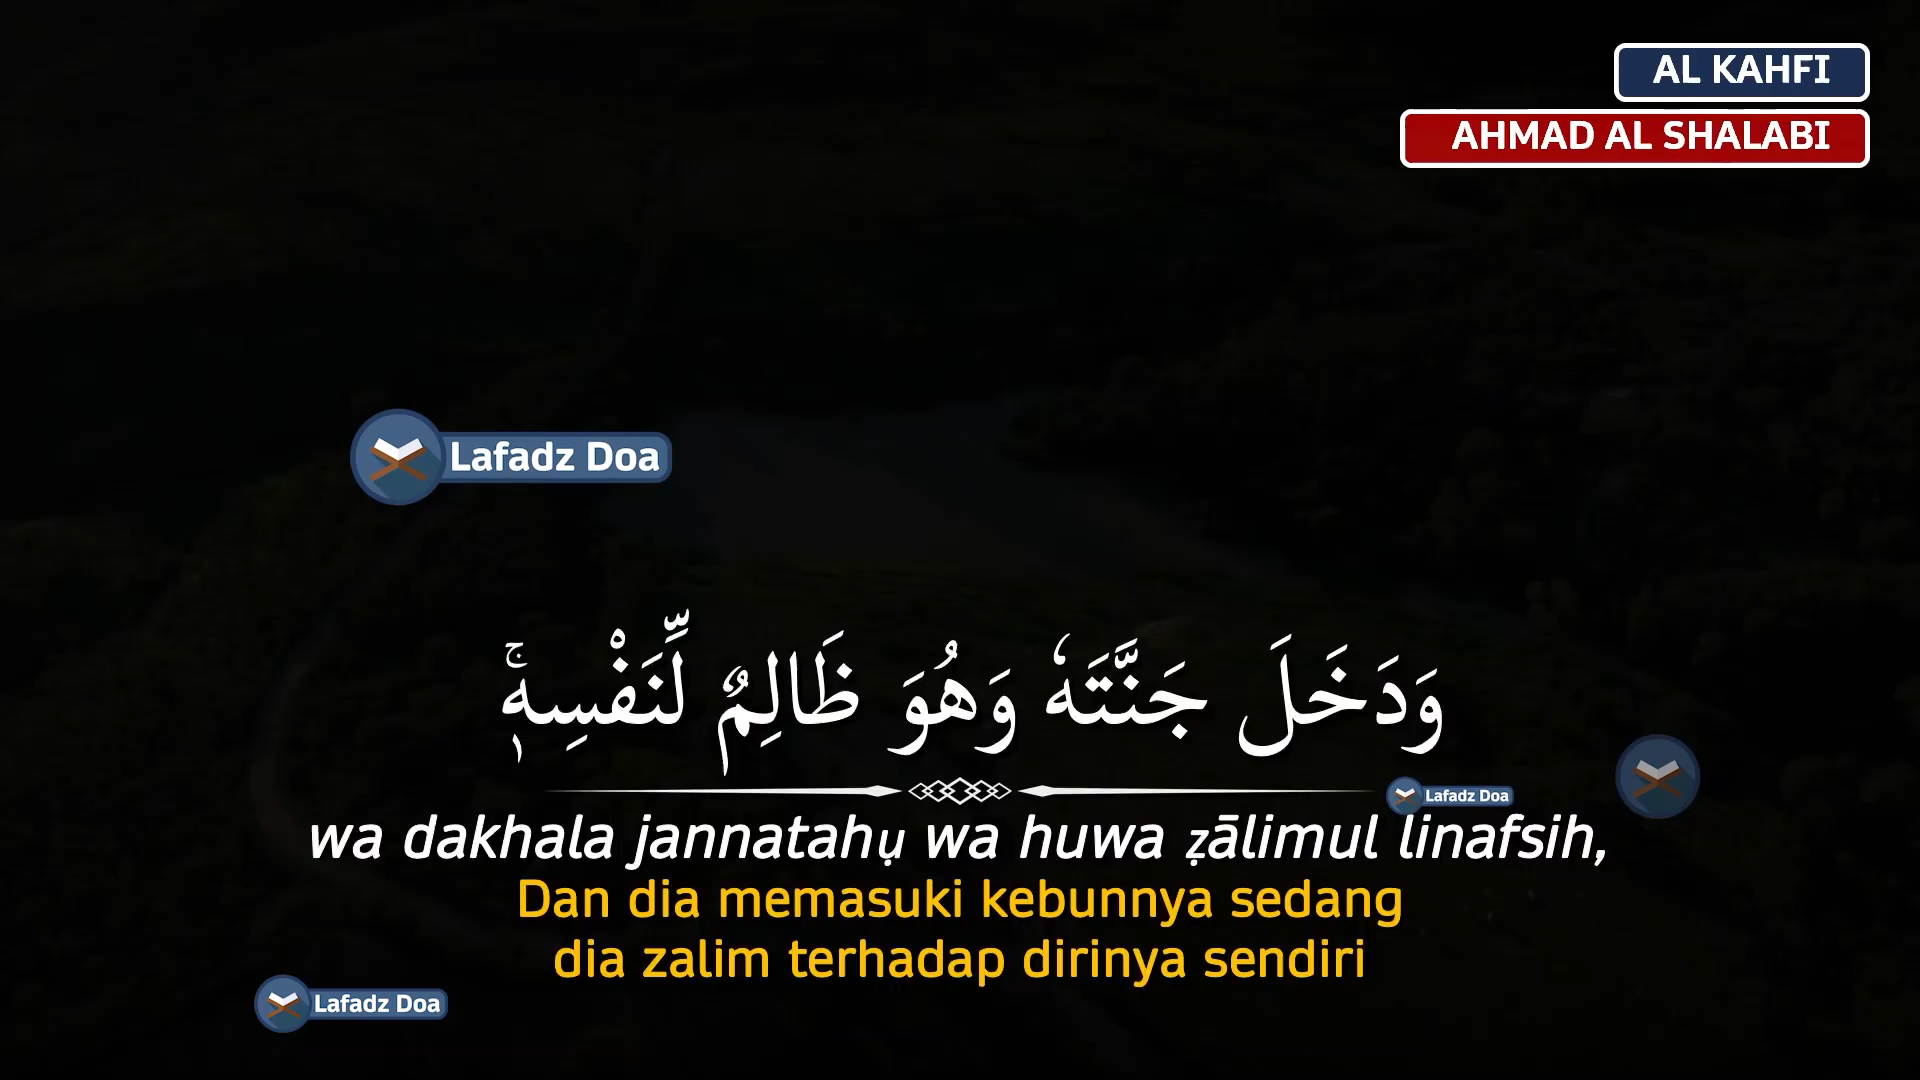 AL KAHFI
AHMAD AL SHALABI
Lafadz Doa
وَدَخَلَ جَنَّتَهٗ وَهُوَ ظَالِمٌ لِّنَفْسِهٖۚ
Lafadz Doa
wa dakhala jannatahụ wa huwa ẓālimul linafsih,
Dan dia memasuki kebunnya sedang
dia zalim terhadap dirinya sendiri
Lafadz Doa